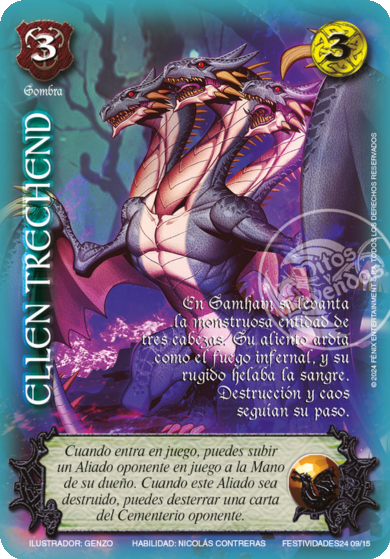 3
3
Sombra
ELLEN TRECHEND
En Samhain se levanta
la monstruosa entidad de
tres cabezas. Su aliento ardía
como el fuego infernal, y su
rugido helaba la sangre.
Destrucción y caos
seguían su paso.
Cuando entra en juego, puedes subir
un Aliado oponente en juego a la Mano
de su dueño. Cuando este Aliado sea
destruido, puedes desterrar una carta
del Cementerio oponente.
ILUSTRADOR: GENZO HABILIDAD: NICOLÁS CONTRERAS FESTIVIDADES24 09/15
© 2024 FÉNIX ENTERTAINMENT TODOS LOS DERECHOS RESERVADOS